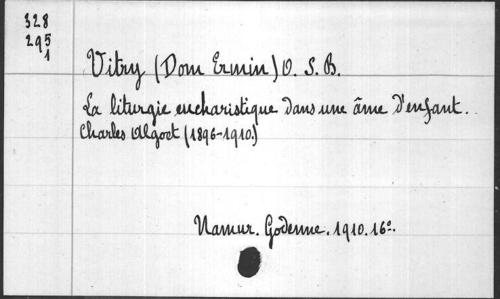 328
295
1
Vitry (Dom Ermin) O. S. B.
La liturgie eucharistique dans une âme d'enfant.
Charles Algoet (1896-1910.)
Namur. Godenne. 1910. 16º.